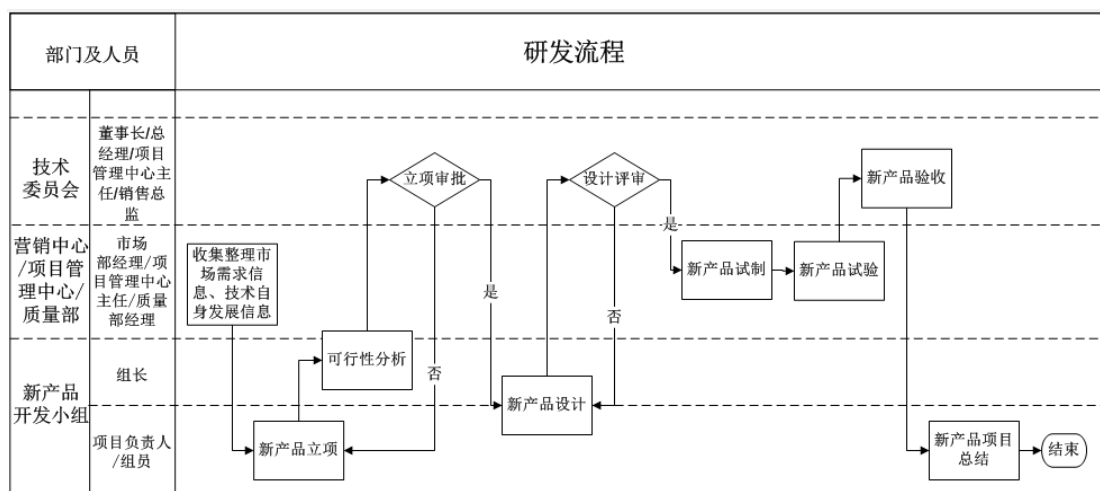 部门及人员
研发流程
技术
委员会
董事长/总
经理/项目
管理中心主
任/销售总
监
立项审批
设计评审
新产品验收
是
营销中心
/项目管
理中心/
质量部
市场
部经理/项
目管理中心
主任/质量
部经理
收集整理市
场需求信
息、技术自
身发展信息
新产品试制
新产品试验
是
否
新产品
开发小组
组长
可行性分析
否
新产品设计
项目负责人
/组员
新产品立项
新产品项目
总结
结束